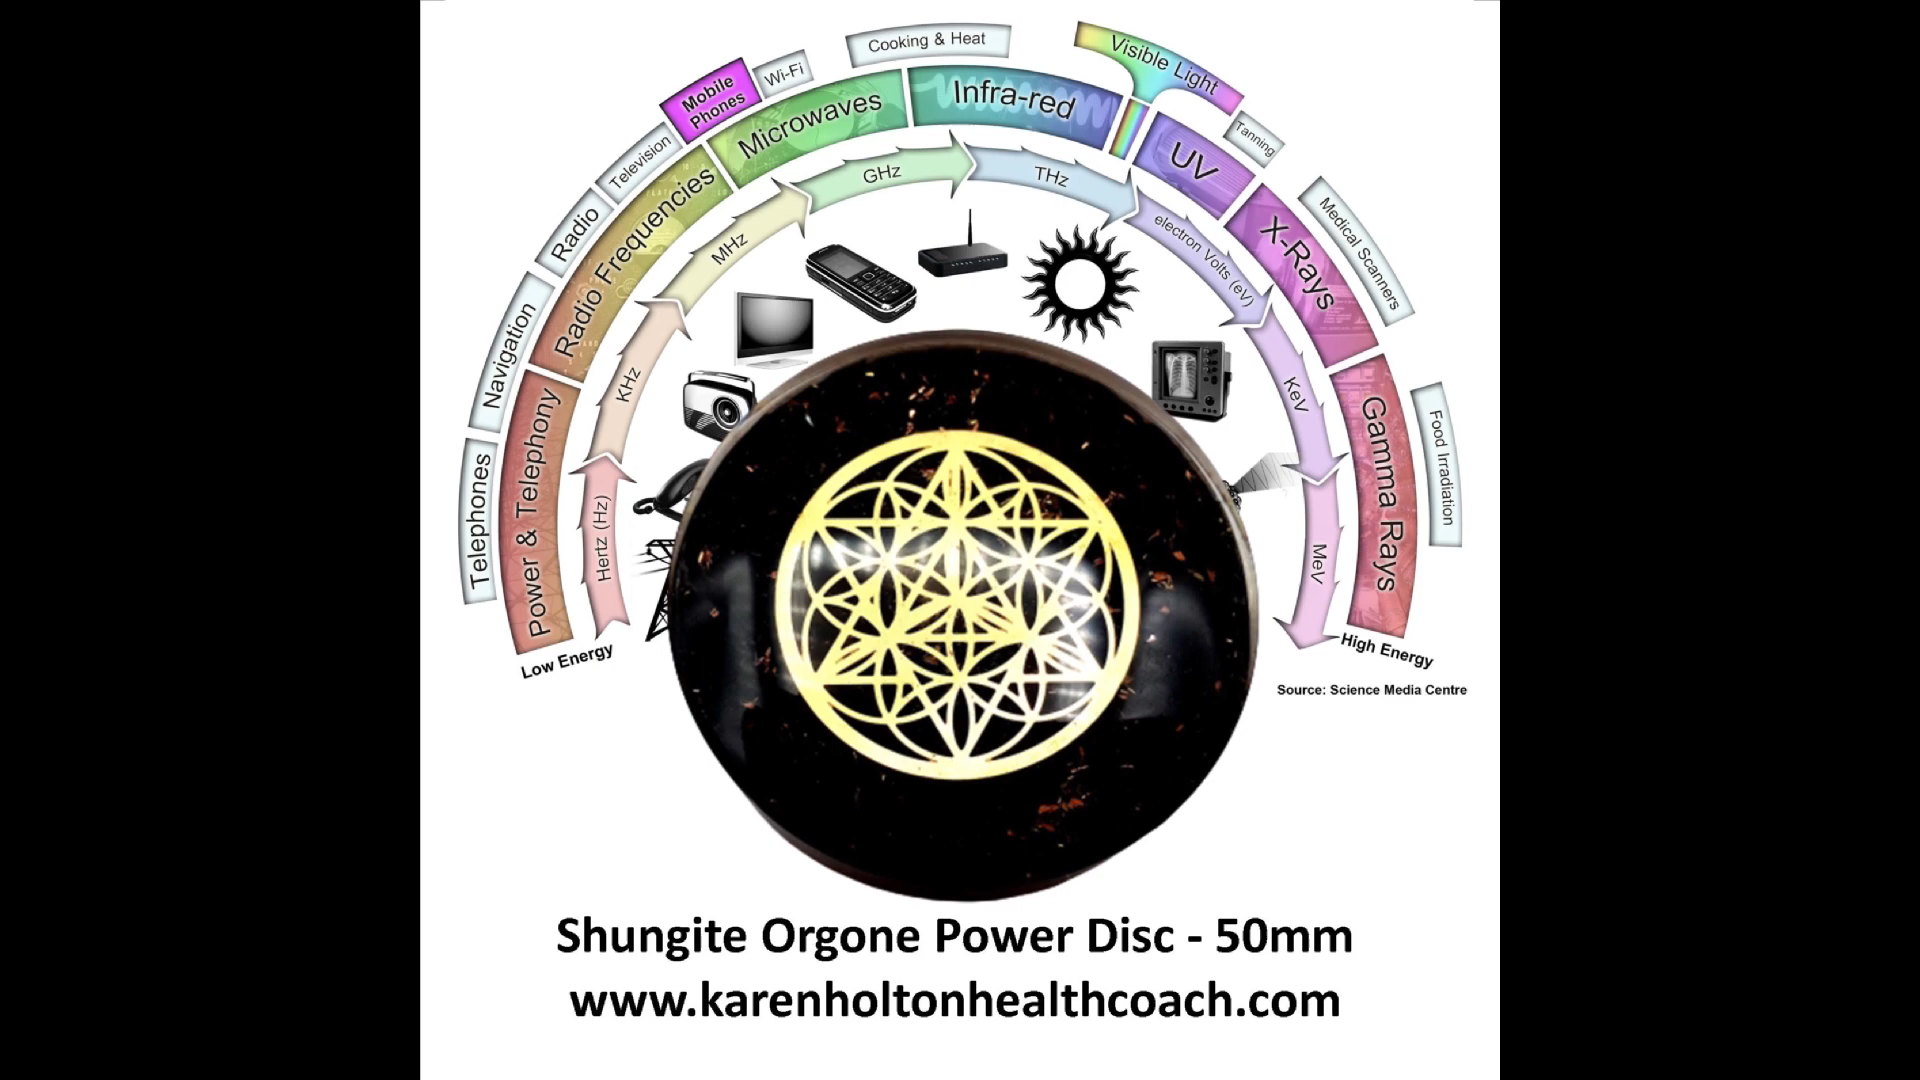 Cooking & Heat
Visible Light
Mobile
Phones
Wi-Fi
Infra-red
Microwaves
Tanning
Television
UV
GHz
THz
Radio
Radio Frequencies
MHz
electron Volts (eV)
X-Rays
Medical Scanners
Navigation
KHz
KeV
Telephones
Power & Telephony
Hertz (Hz)
Gamma Rays
Food Irradiation
MeV
Low Energy
High Energy
Source: Science Media Centre
Shungite Orgone Power Disc - 50mm
www.karenholtonhealthcoach.com